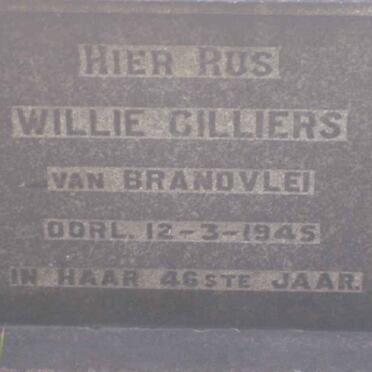 HIER RUS
WILLIE CILLIERS
VAN BRANDVLEI
OORL. 12-3-1945
IN HAAR 46STE JAAR.